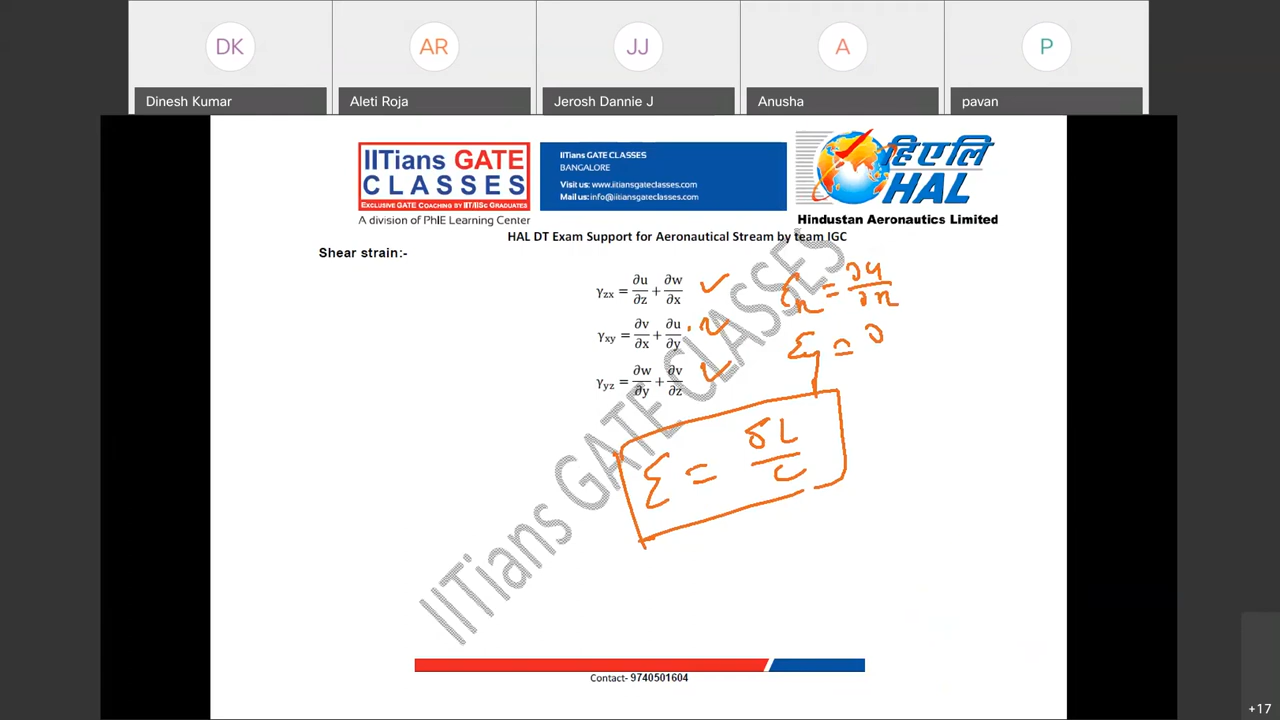 DK AR JJ A P
Dinesh Kumar Aleti Roja Jerosh Dannie J Anusha pavan
IITians GATE
CLASSES
EXCLUSIVE GATE COACHING BY IIT/IISc GRADUATES
A division of PhIE Learning Center
IITians GATE CLASSES
BANGALORE
Visit us: www.iitiansgateclasses.com
Mail us: info@iitiansgateclasses.com
हिएलि
HAL
Hindustan Aeronautics Limited
HAL DT Exam Support for Aeronautical Stream by team IGC
Shear strain:-
γzx = ∂u/∂z + ∂w/∂x
γxy = ∂v/∂x + ∂u/∂y
γyz = ∂w/∂y + ∂v/∂z
εx = ∂u/∂x
εy = ∂
ε = δL/L
IITians GATE CLASSES
Contact- 9740501604
+17